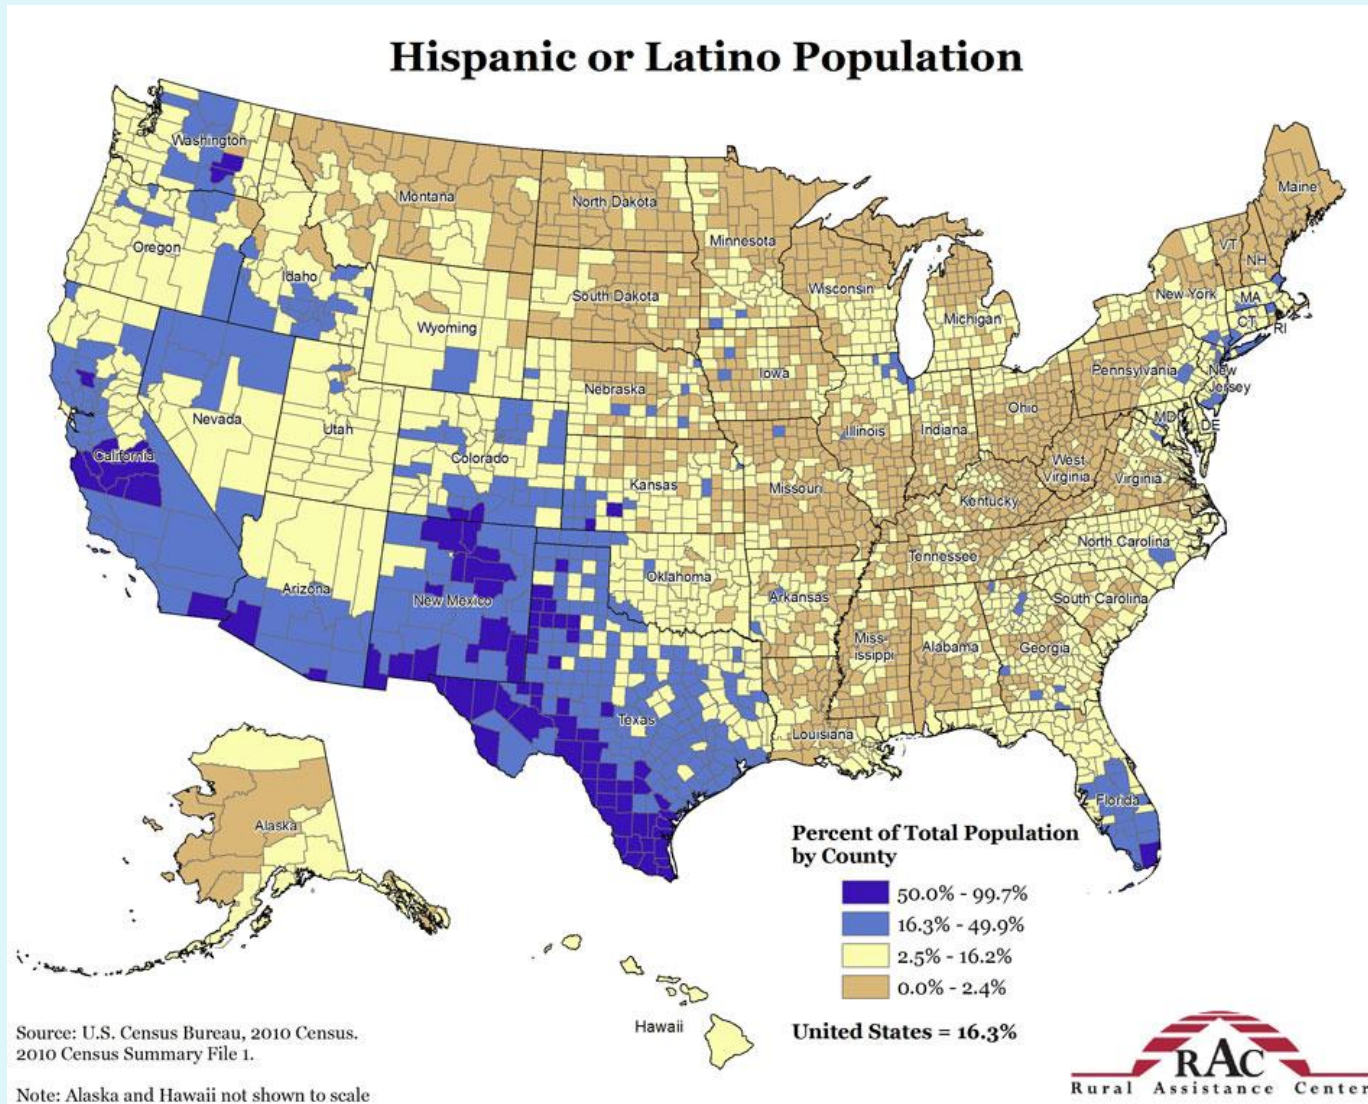 Hispanic or Latino Population
Washington
Montana
North Dakota
Minnesota
Maine
Oregon
Idaho
South Dakota
Wisconsin
VT
NH
Wyoming
Michigan
New York
MA
CT
RI
Nebraska
Iowa
Pennsylvania
New
Jersey
Nevada
Utah
Colorado
Illinois
Indiana
Ohio
MD
DE
California
Kansas
Missouri
West
Virginia
Virginia
Kentucky
Arizona
New Mexico
Oklahoma
Arkansas
Tennessee
North Carolina
South Carolina
Miss-
issippi
Alabama
Georgia
Texas
Louisiana
Florida
Alaska
Hawaii
Percent of Total Population
by County
50.0% - 99.7%
16.3% - 49.9%
2.5% - 16.2%
0.0% - 2.4%
United States = 16.3%
Source: U.S. Census Bureau, 2010 Census.
2010 Census Summary File 1.
Note: Alaska and Hawaii not shown to scale
RAC
Rural Assistance Center